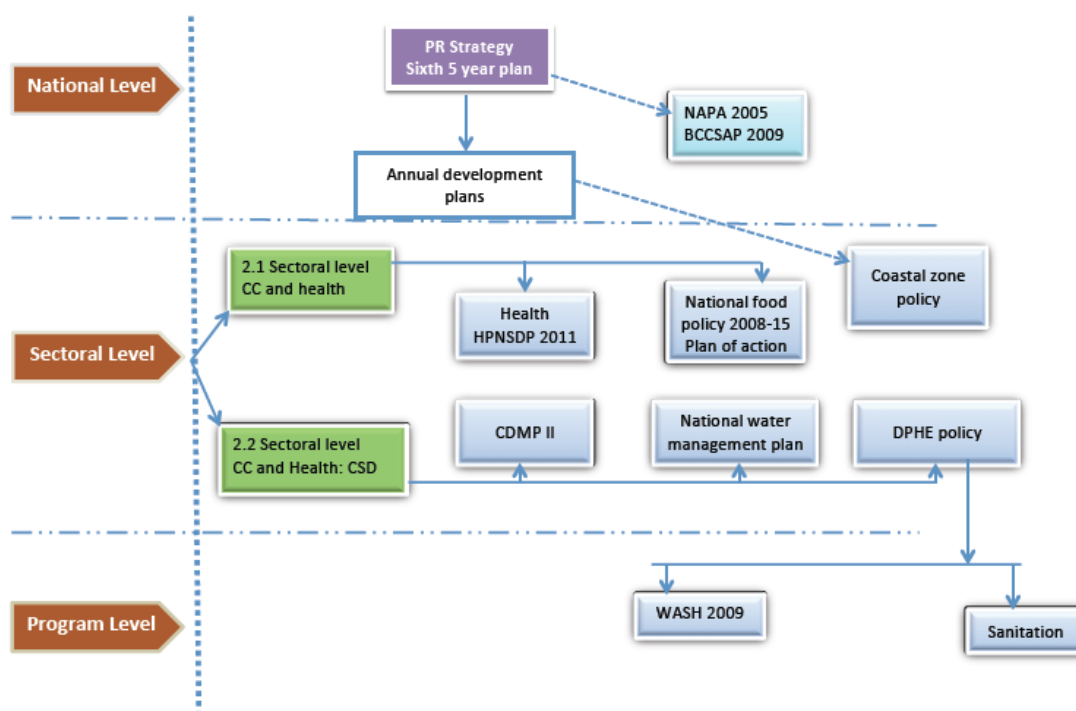 PR Strategy
Sixth 5 year plan
National Level
NAPA 2005
BCCSAP 2009
Annual development
plans
2.1 Sectoral level
CC and health
Coastal zone
policy
Health
HPNSDP 2011
National food
policy 2008-15
Plan of action
Sectoral Level
CDMP II
National water
management plan
DPHE policy
2.2 Sectoral level
CC and Health: CSD
WASH 2009
Program Level
Sanitation